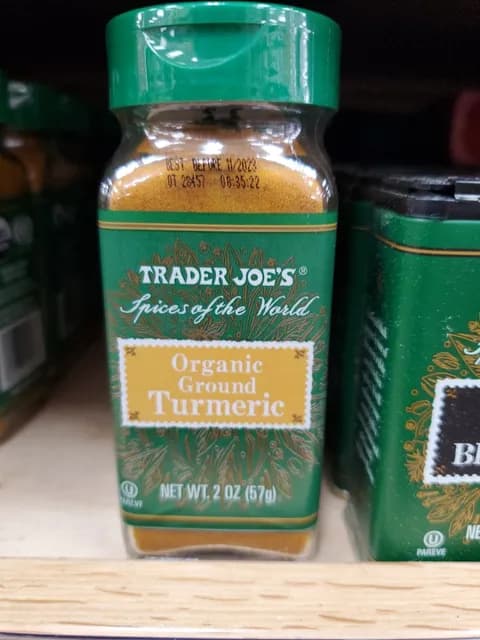 BEST BEFORE 11/2023
OT 28457 08:35:22
TRADER JOE'S®
Spices of the World
Organic
Ground
Turmeric
NET WT. 2 OZ (57g)
U
PAREVE
U
PAREVE